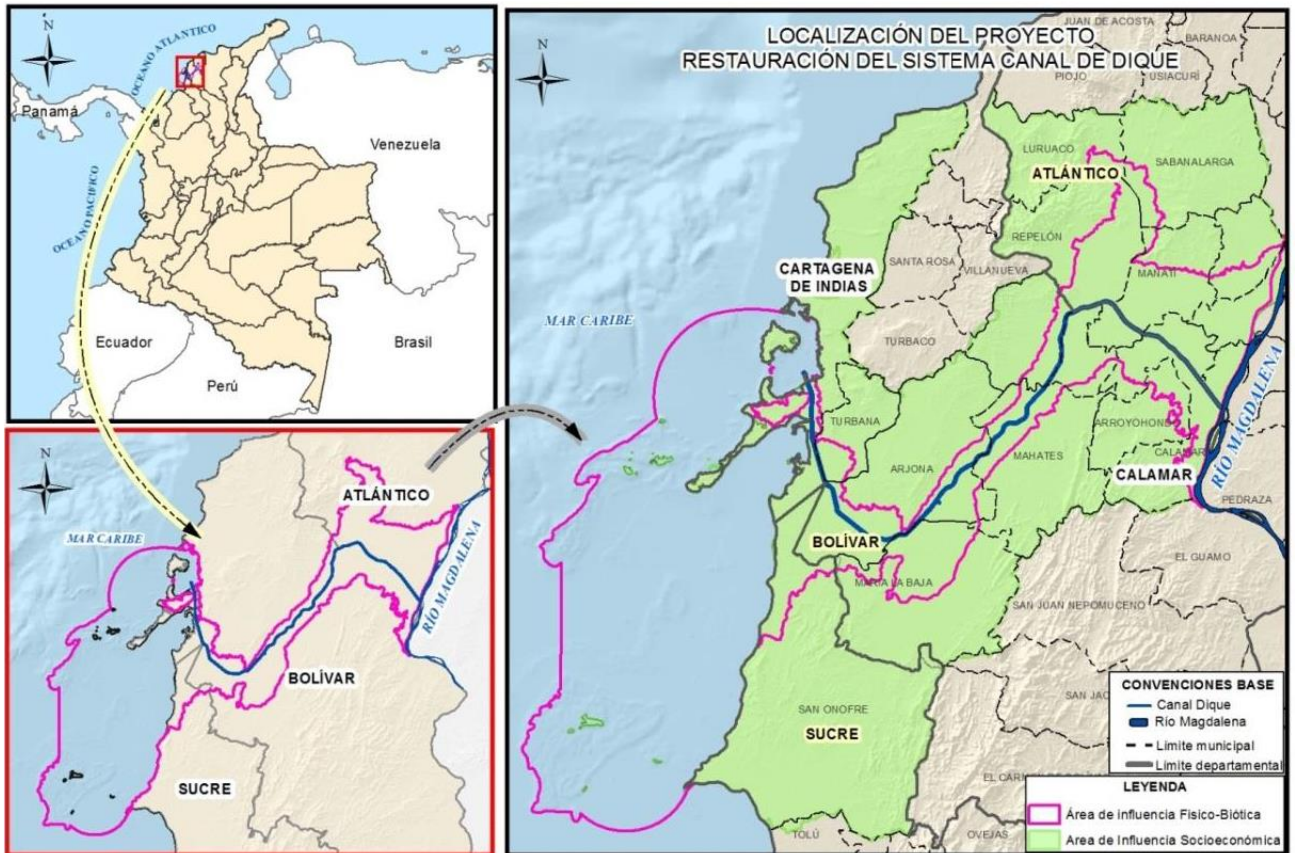 N
OCEANO ATLÁNTICO
Panamá
Venezuela
OCEANO PACIFICO
Ecuador
Brasil
Perú
N
ATLÁNTICO
MAR CARIBE
RÍO MAGDALENA
BOLÍVAR
SUCRE
LOCALIZACIÓN DEL PROYECTO
RESTAURACIÓN DEL SISTEMA CANAL DE DIQUE
N
JUAN DE ACOSTA
BARANOA
PIOJO
USIACURÍ
LURUACO
SABANALARGA
ATLÁNTICO
REPELÓN
SANTA ROSA
VILLANUEVA
MANATÍ
CARTAGENA
DE INDIAS
MAR CARIBE
TURBACO
RÍO MAGDALENA
TURBANA
ARROYOHONDO
CALAMAR
ARJONA
MAHATES
CALAMAR
PEDRAZA
BOLÍVAR
EL GUAMO
MARIA LA BAJA
SAN JUAN NEPOMUCENO
SAN ONOFRE
SUCRE
TOLÚ
OVEJAS
CONVENCIONES BASE
Canal Dique
Río Magdalena
Límite municipal
Límite departamental
LEYENDA
Área de influencia Fisico-Biótica
Area de Influencia Socioeconómica